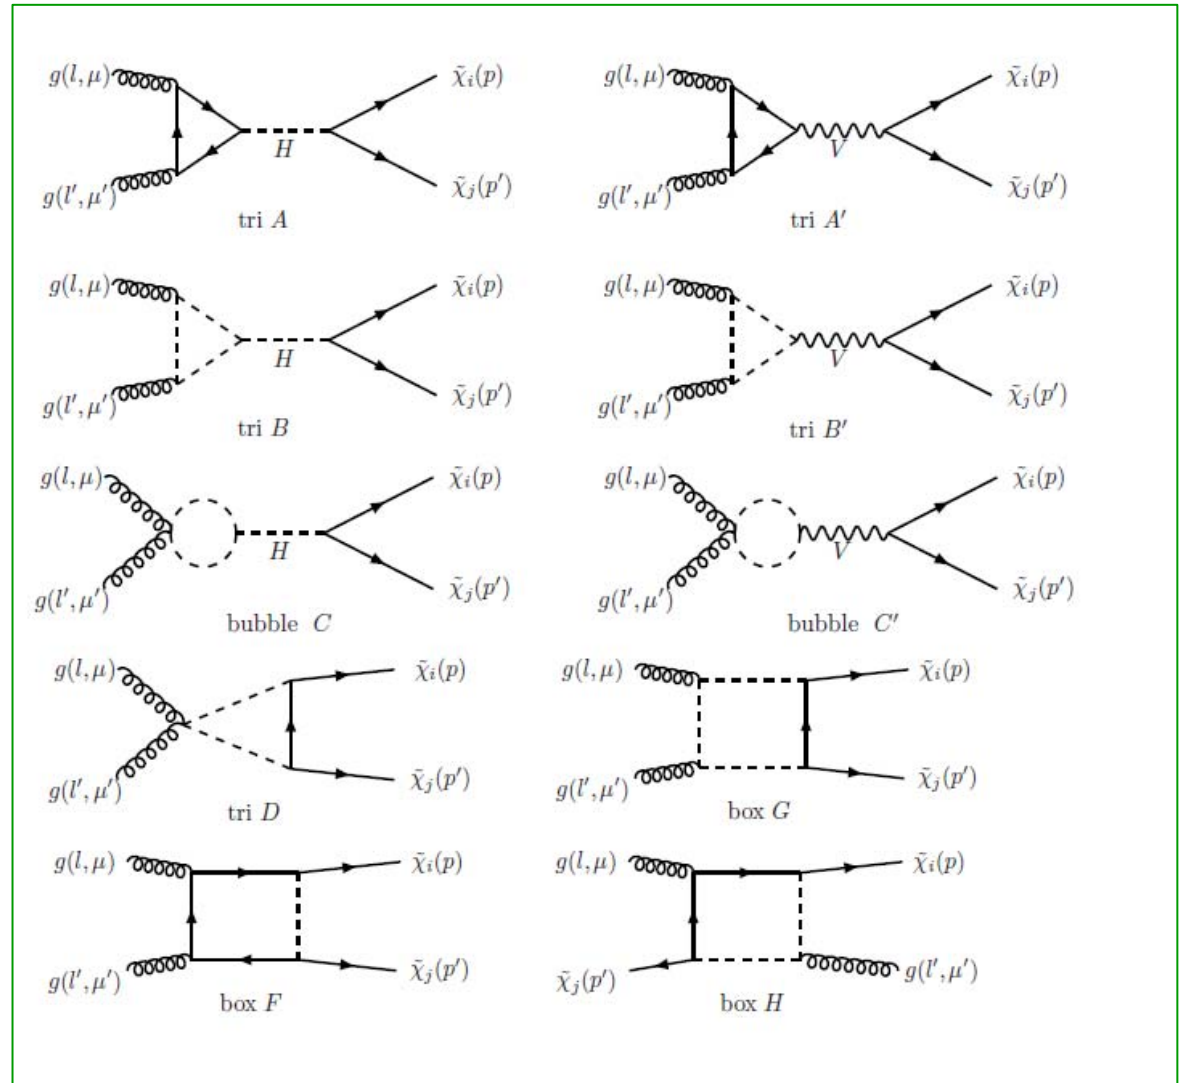 g(l, μ) χ̃ᵢ(p) g(l, μ) χ̃ᵢ(p)
H V
g(l′, μ′) χ̃ⱼ(p′) g(l′, μ′) χ̃ⱼ(p′)
tri A tri A′
g(l, μ) χ̃ᵢ(p) g(l, μ) χ̃ᵢ(p)
H V
g(l′, μ′) χ̃ⱼ(p′) g(l′, μ′) χ̃ⱼ(p′)
tri B tri B′
g(l, μ) χ̃ᵢ(p) g(l, μ) χ̃ᵢ(p)
H V
g(l′, μ′) χ̃ⱼ(p′) g(l′, μ′) χ̃ⱼ(p′)
bubble C bubble C′
g(l, μ) χ̃ᵢ(p) g(l, μ) χ̃ᵢ(p)
g(l′, μ′) χ̃ⱼ(p′) g(l′, μ′) χ̃ⱼ(p′)
tri D box G
g(l, μ) χ̃ᵢ(p) g(l, μ) χ̃ᵢ(p)
g(l′, μ′) χ̃ⱼ(p′) χ̃ⱼ(p′) g(l′, μ′)
box F box H